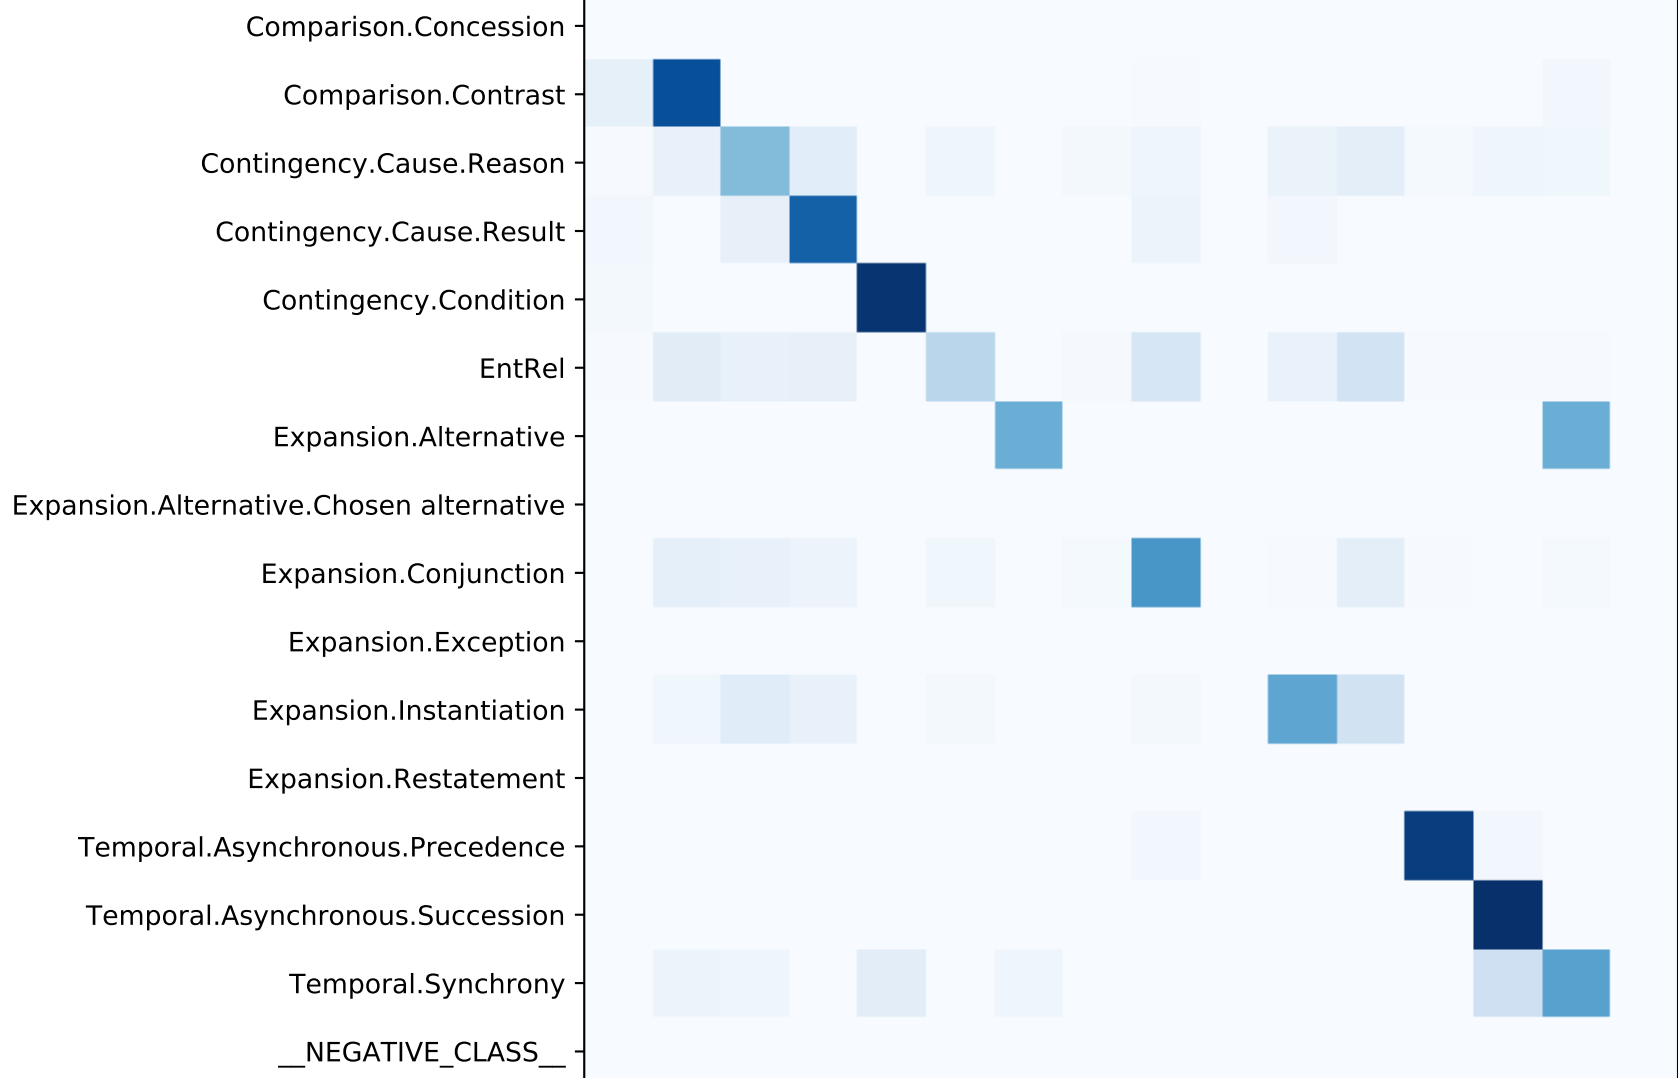 Comparison.Concession
Comparison.Contrast
Contingency.Cause.Reason
Contingency.Cause.Result
Contingency.Condition
EntRel
Expansion.Alternative
Expansion.Alternative.Chosen alternative
Expansion.Conjunction
Expansion.Exception
Expansion.Instantiation
Expansion.Restatement
Temporal.Asynchronous.Precedence
Temporal.Asynchronous.Succession
Temporal.Synchrony
__NEGATIVE_CLASS__